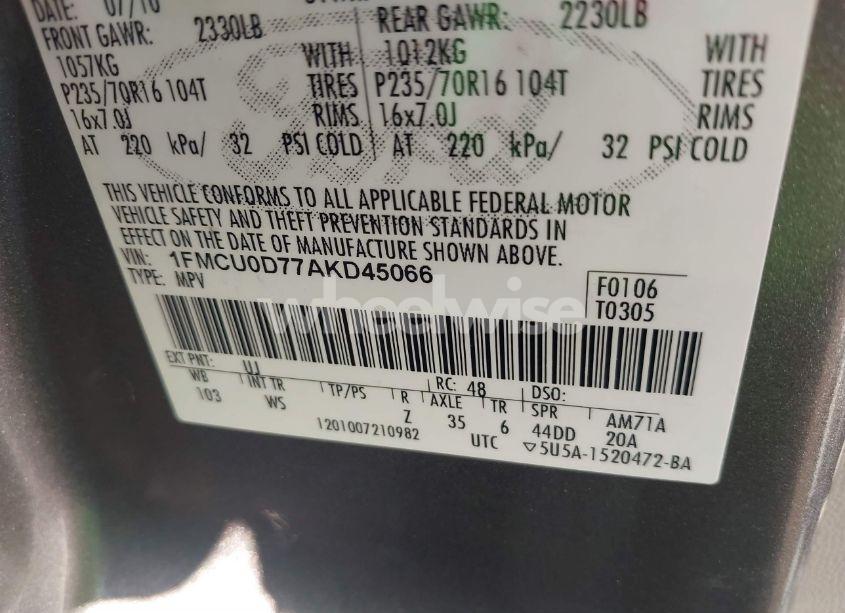 DATE: 07/10
FRONT GAWR: 2330LB REAR GAWR: 2230LB
1057KG WITH 1012KG WITH
P235/70R16 104T TIRES P235/70R16 104T TIRES
16x7.0J RIMS 16x7.0J RIMS
AT 220 kPa/ 32 PSI COLD AT 220 kPa/ 32 PSI COLD
THIS VEHICLE CONFORMS TO ALL APPLICABLE FEDERAL MOTOR
VEHICLE SAFETY AND THEFT PREVENTION STANDARDS IN
EFFECT ON THE DATE OF MANUFACTURE SHOWN ABOVE.
VIN: 1FMCU0D77AKD45066
TYPE: MPV
F0106
T0305
wheelwise
EXT PNT: UJ RC: 48 DSO:
WB INT TR TP/PS R AXLE TR SPR AM71A
103 WS Z 35 6 44DD 20A
1201007210982 UTC ▽5U5A-1520472-BA